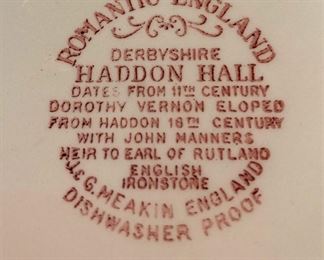 ROMANTIC ENGLAND
DERBYSHIRE
HADDON HALL
DATES FROM 11TH CENTURY
DOROTHY VERNON ELOPED
FROM HADDON 16TH CENTURY
WITH JOHN MANNERS
HEIR TO EARL OF RUTLAND
ENGLISH
IRONSTONE
J&G. MEAKIN ENGLAND
DISHWASHER PROOF